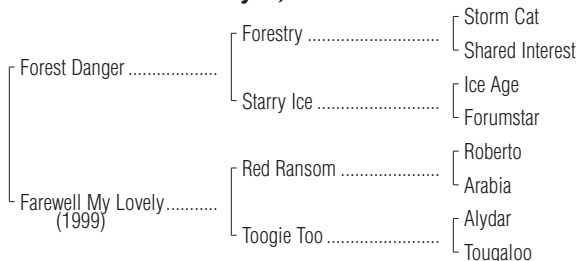 Storm Cat
Forestry ..............................
Shared Interest
Forest Danger ....................
Ice Age
Starry Ice ............................
Forumstar
Roberto
Red Ransom ......................
Arabia
Farewell My Lovely...........
(1999)
Alydar
Toogie Too .........................
Tougaloo